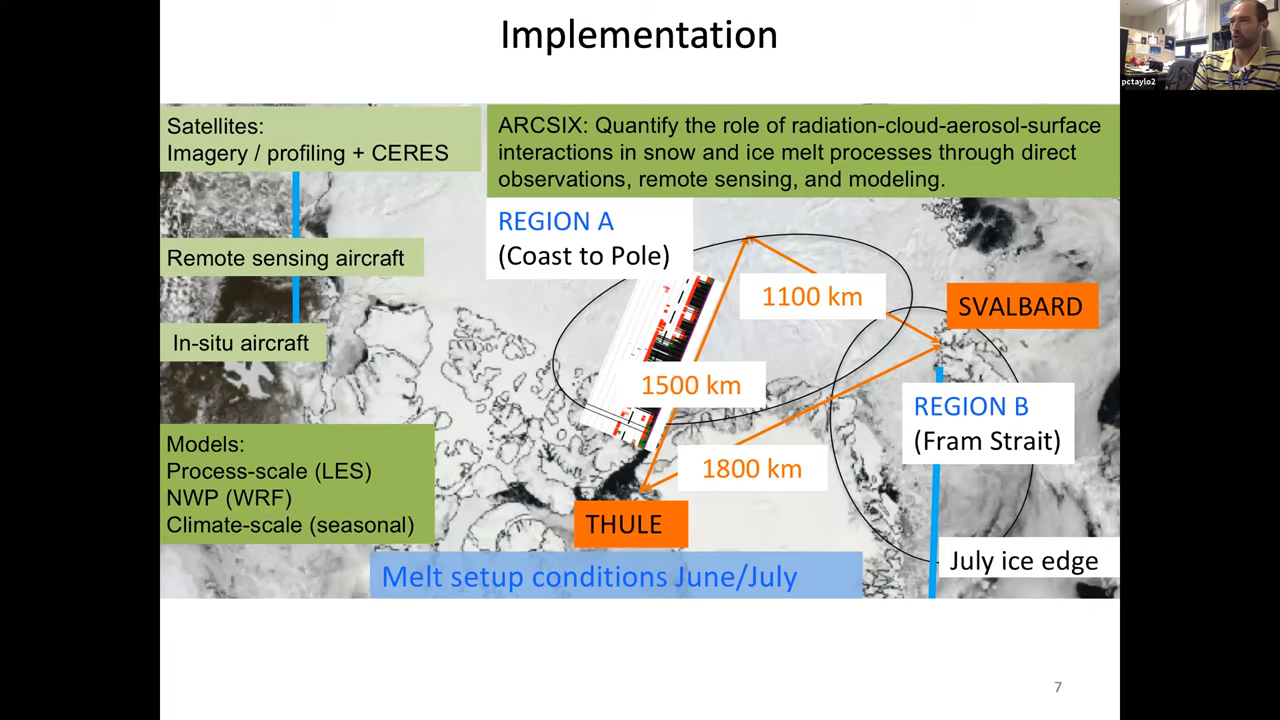 Implementation
pctaylo2
Satellites:
Imagery / profiling + CERES
ARCSIX: Quantify the role of radiation-cloud-aerosol-surface
interactions in snow and ice melt processes through direct
observations, remote sensing, and modeling.
REGION A
(Coast to Pole)
Remote sensing aircraft
1100 km
SVALBARD
In-situ aircraft
1500 km
REGION B
(Fram Strait)
Models:
Process-scale (LES)
NWP (WRF)
Climate-scale (seasonal)
1800 km
THULE
July ice edge
Melt setup conditions June/July
7